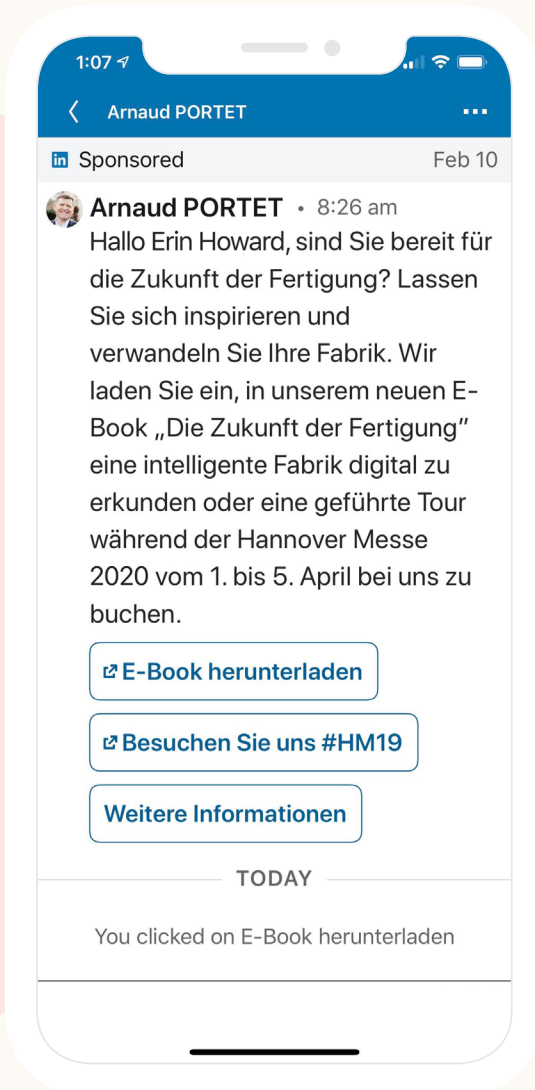 1:07
Arnaud PORTET
in Sponsored Feb 10
Arnaud PORTET • 8:26 am
Hallo Erin Howard, sind Sie bereit für
die Zukunft der Fertigung? Lassen
Sie sich inspirieren und
verwandeln Sie Ihre Fabrik. Wir
laden Sie ein, in unserem neuen E-
Book „Die Zukunft der Fertigung”
eine intelligente Fabrik digital zu
erkunden oder eine geführte Tour
während der Hannover Messe
2020 vom 1. bis 5. April bei uns zu
buchen.
E-Book herunterladen
Besuchen Sie uns #HM19
Weitere Informationen
TODAY
You clicked on E-Book herunterladen